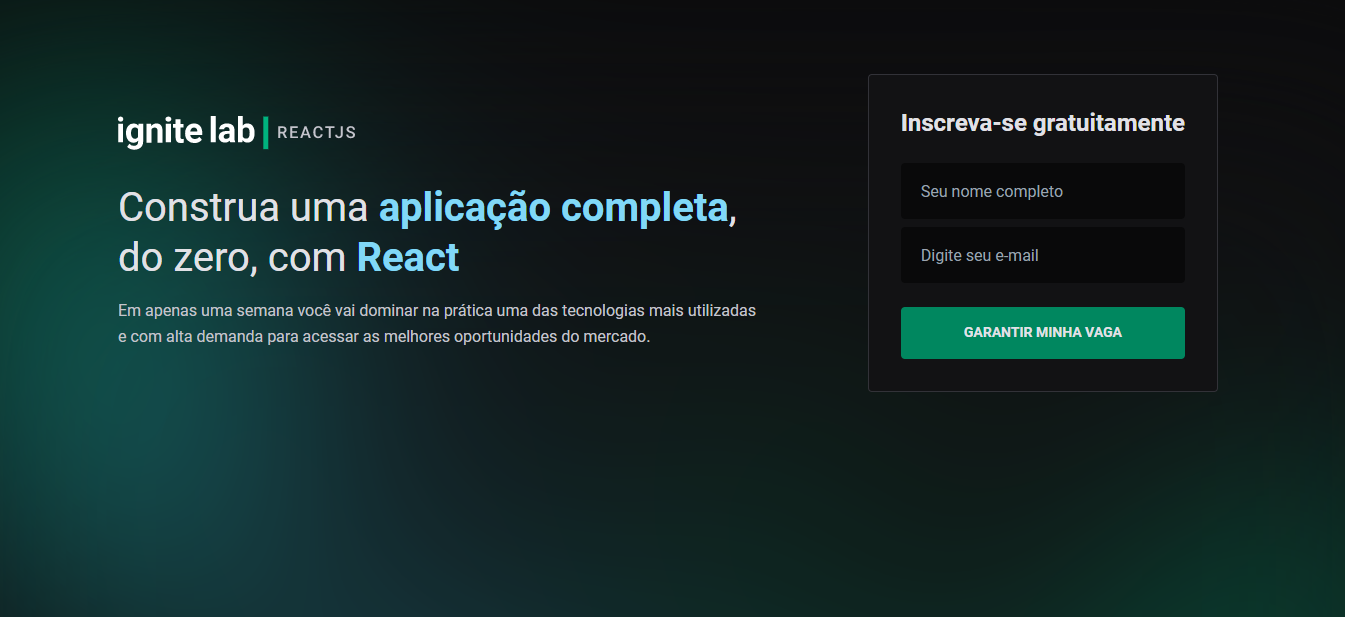 ignite lab | REACTJS
Construa uma aplicação completa,
do zero, com React
Em apenas uma semana você vai dominar na prática uma das tecnologias mais utilizadas
e com alta demanda para acessar as melhores oportunidades do mercado.
Inscreva-se gratuitamente
Seu nome completo
Digite seu e-mail
GARANTIR MINHA VAGA